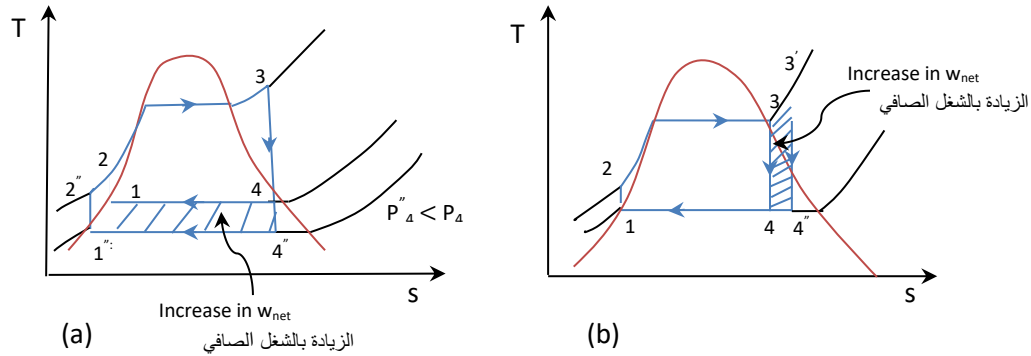 T
3
2
2″
1
4
P″₄ < P₄
1″:
4″
s
Increase in wnet
الزيادة بالشغل الصافي
(a)
T
3′
Increase in wnet
الزيادة بالشغل الصافي
3
2
1
4
4″
s
(b)